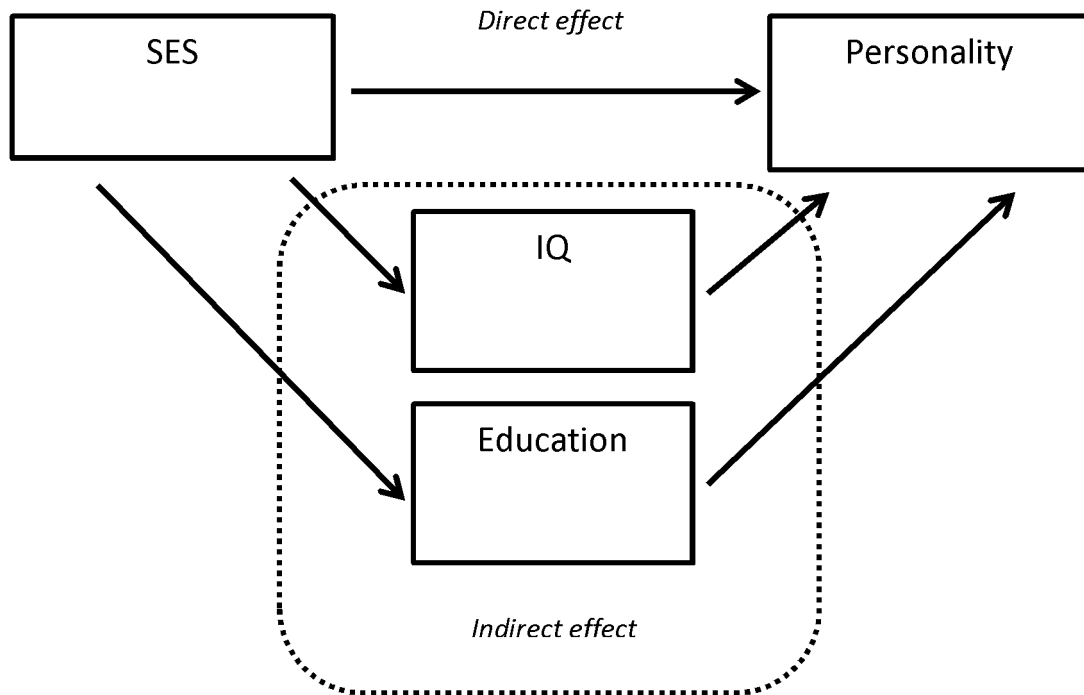 Direct effect
SES
Personality
IQ
Education
Indirect effect